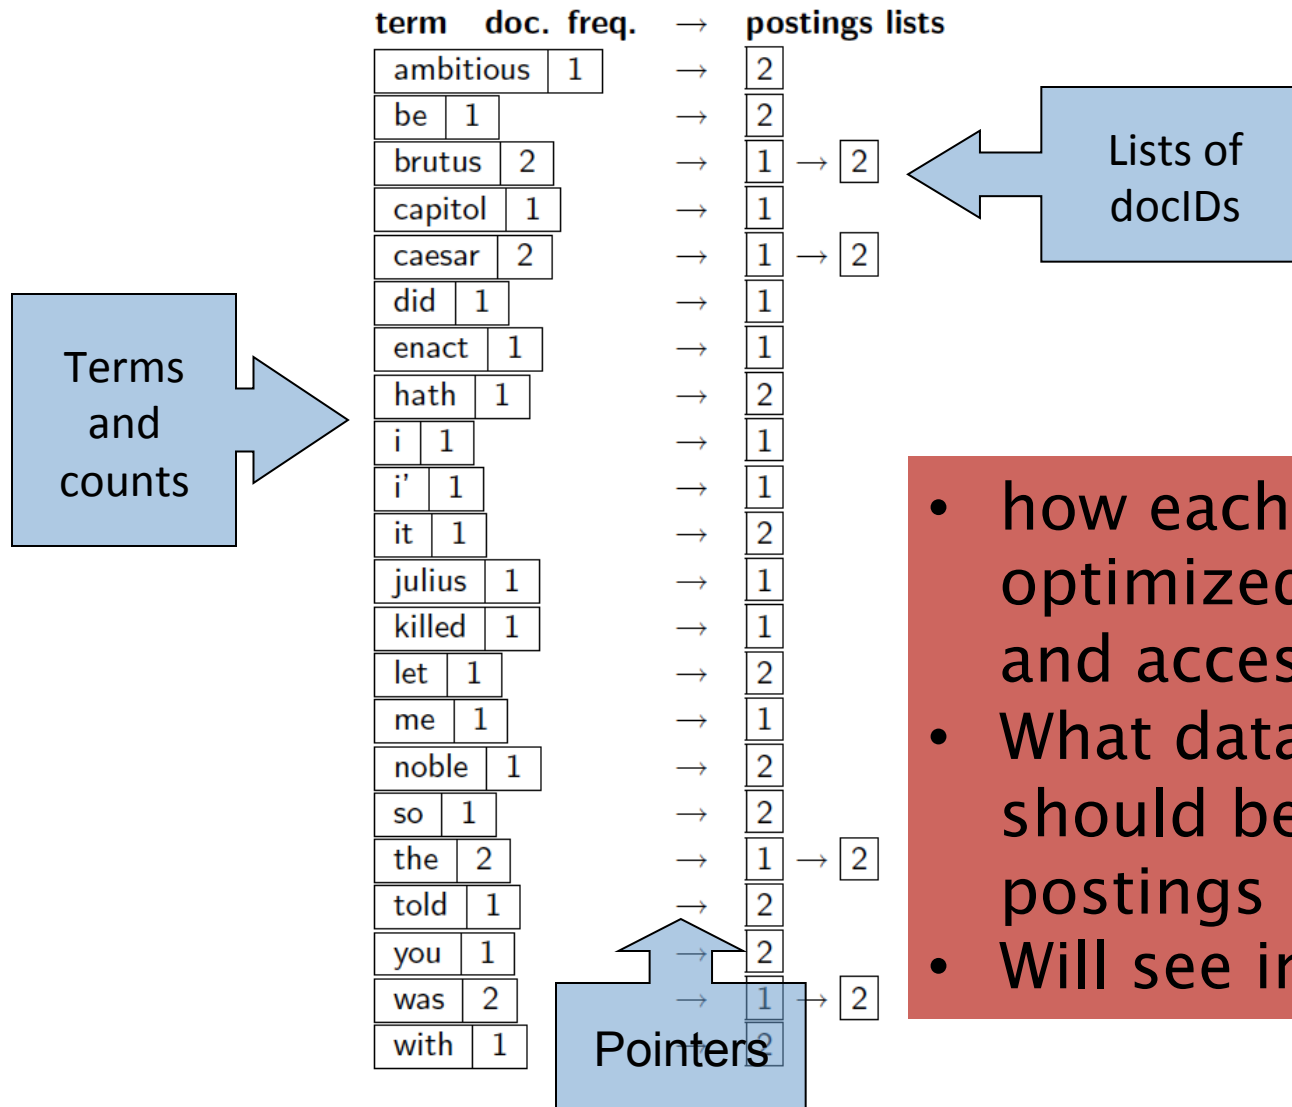 term doc. freq. → postings lists
ambitious 1 → 2
be 1 → 2
brutus 2 → 1 → 2
capitol 1 → 1
caesar 2 → 1 → 2
did 1 → 1
enact 1 → 1
hath 1 → 2
i 1 → 1
i' 1 → 1
it 1 → 2
julius 1 → 1
killed 1 → 1
let 1 → 2
me 1 → 1
noble 1 → 2
so 1 → 2
the 2 → 1 → 2
told 1 → 2
you 1 → 2
was 2 → 1 → 2
with 1 → 2
Terms
and
counts
Lists of
docIDs
Pointers
• how each
optimized
and acces
• What data
should be
postings
• Will see in